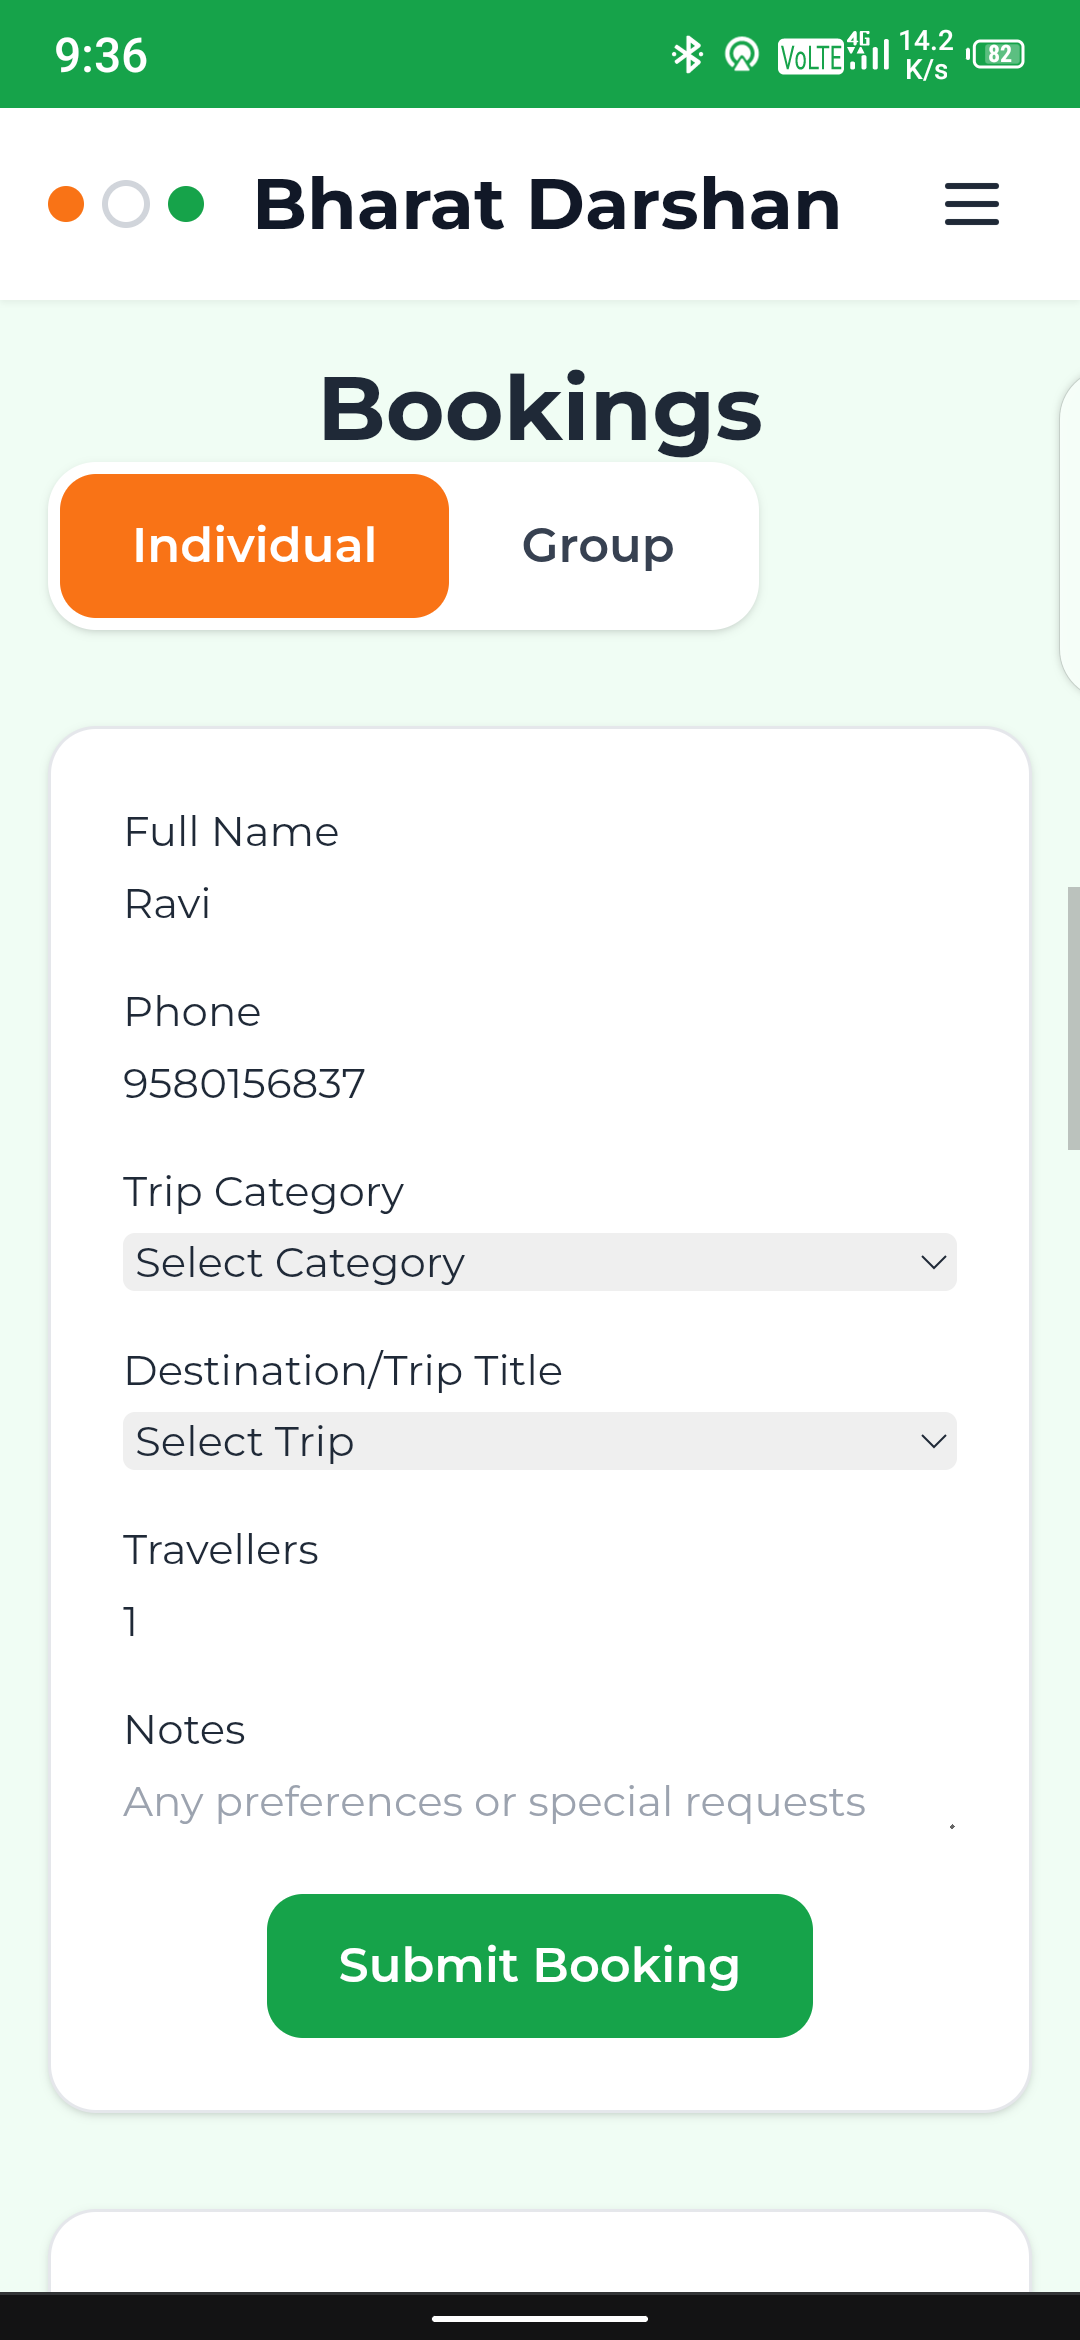 9:36
VoLTE 4G 14.2 K/s 82
Bharat Darshan
Bookings
Individual Group
Full Name
Ravi
Phone
9580156837
Trip Category
Select Category
Destination/Trip Title
Select Trip
Travellers
1
Notes
Any preferences or special requests
Submit Booking